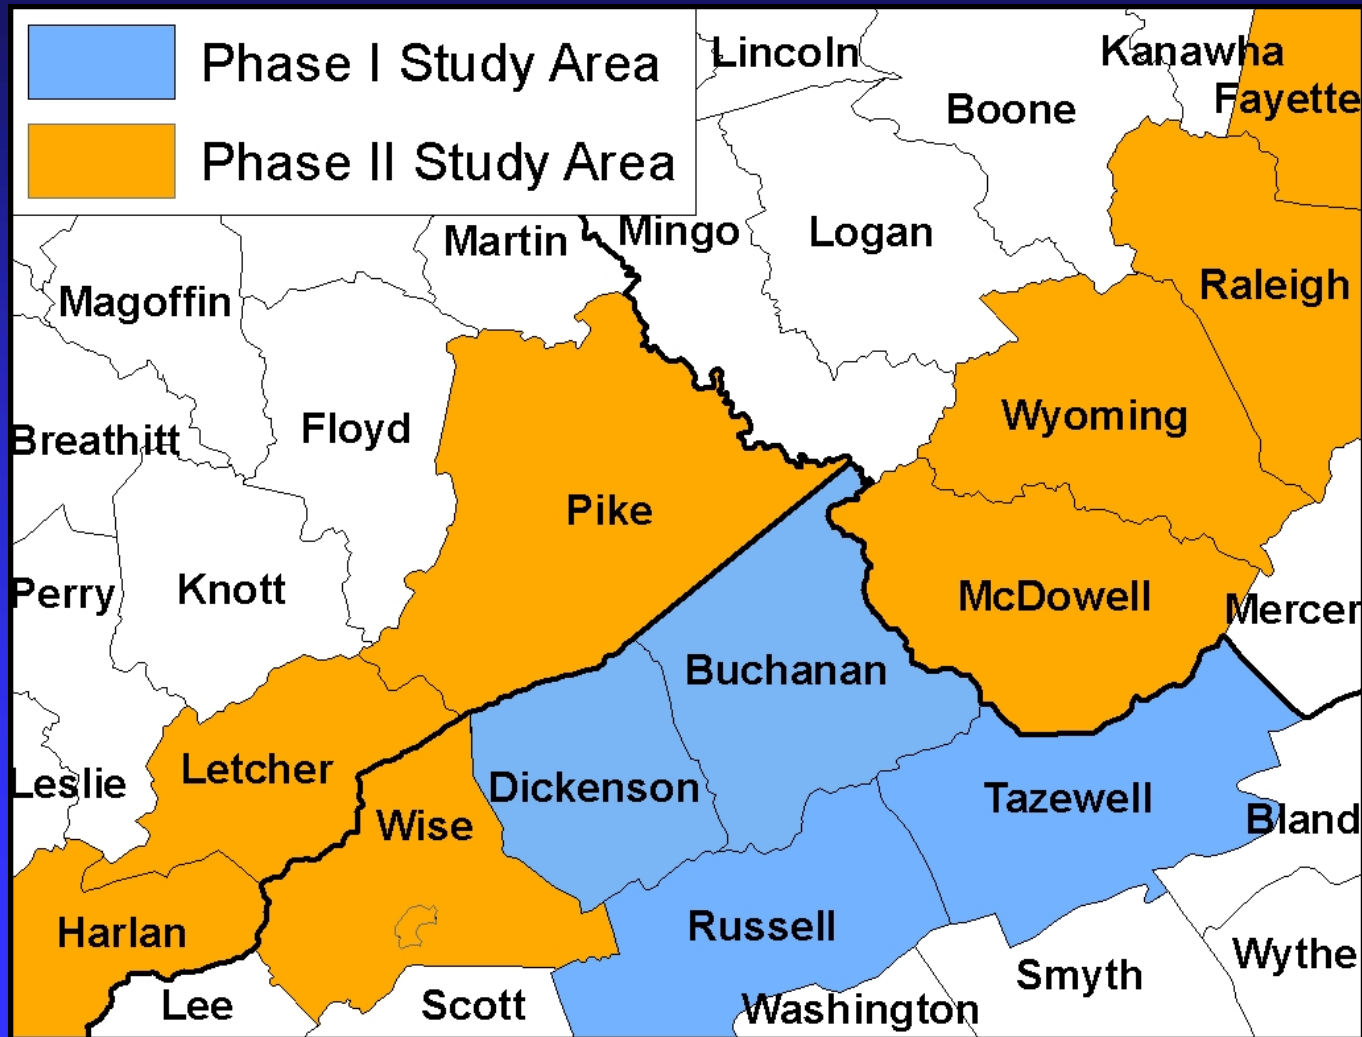 Phase I Study Area
Phase II Study Area
Lincoln
Kanawha
Boone
Fayette
Martin
Mingo
Logan
Raleigh
Magoffin
Wyoming
Floyd
Breathitt
Pike
Knott
Perry
McDowell
Mercer
Buchanan
Letcher
Leslie
Dickenson
Tazewell
Wise
Bland
Harlan
Russell
Wythe
Smyth
Lee
Scott
Washington